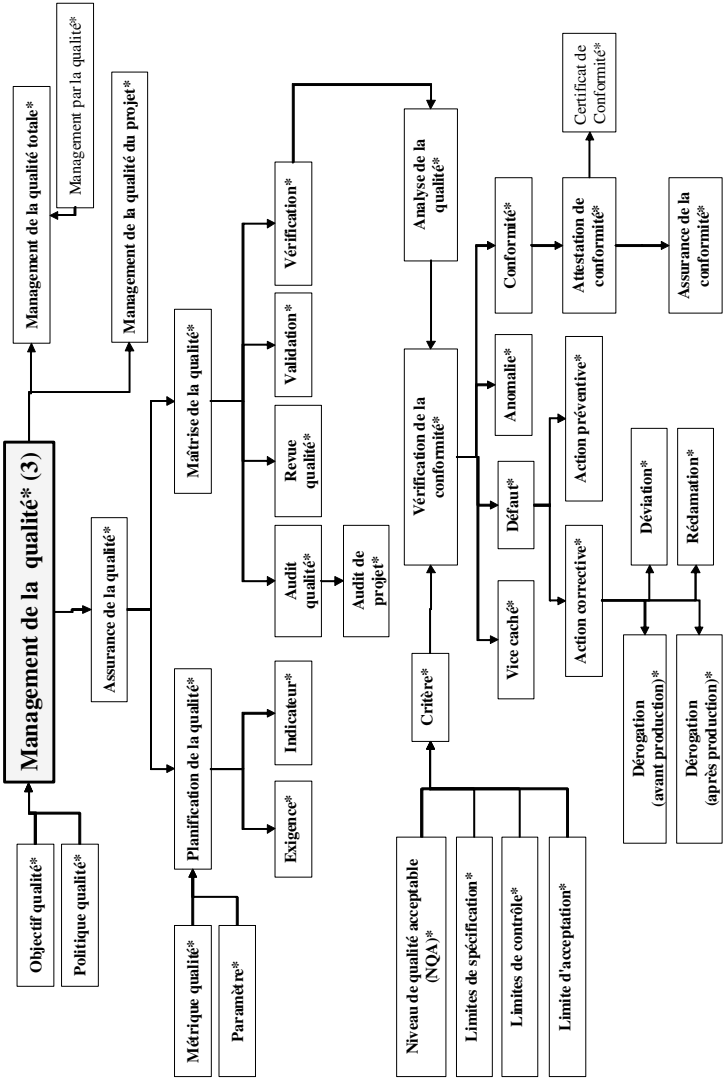 Objectif qualité*
Politique qualité*
Management de la qualité* (3)
Management de la qualité totale*
Management par la qualité*
Management de la qualité du projet*
Assurance de la qualité*
Métrique qualité*
Paramètre*
Planification de la qualité*
Maîtrise de la qualité*
Exigence*
Indicateur*
Audit
qualité*
Revue
qualité*
Validation*
Vérification*
Audit de
projet*
Niveau de qualité acceptable
(NQA)*
Limites de spécification*
Limites de contrôle*
Limite d'acceptation*
Critère*
Vérification de la
conformité*
Analyse de la
qualité*
Vice caché*
Défaut*
Anomalie*
Conformité*
Action corrective*
Action préventive*
Attestation de
conformité*
Certificat de
Conformité*
Dérogation
(avant production)*
Déviation*
Dérogation
(après production)*
Réclamation*
Assurance de la
conformité*